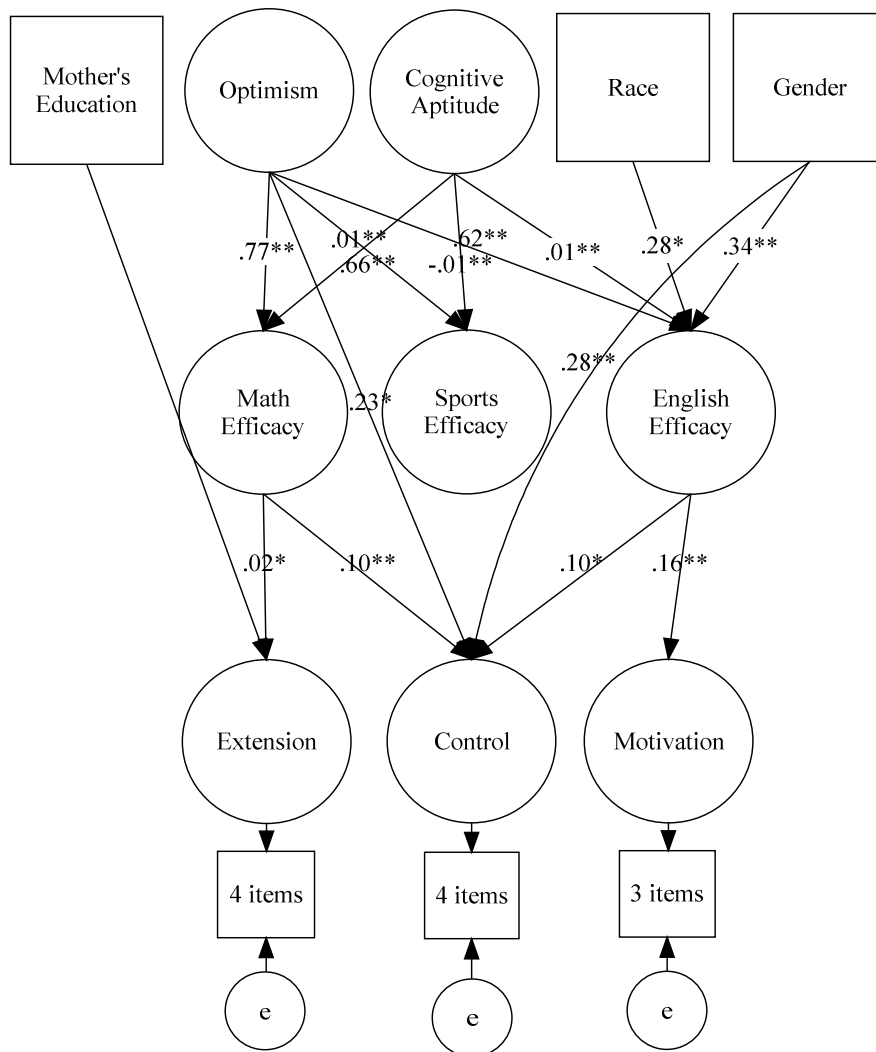 Mother's
Education
Optimism
Cognitive
Aptitude
Race
Gender
.77**
.01**
.66**
.62**
-.01**
.01**
.28*
.34**
Math
Efficacy
.23*
Sports
Efficacy
.28**
English
Efficacy
.02*
.10**
.10*
.16**
Extension
Control
Motivation
4 items
4 items
3 items
e
e
e